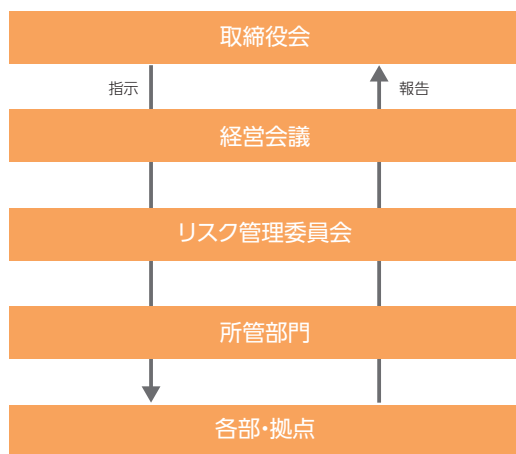 取締役会
指示
報告
経営会議
リスク管理委員会
所管部門
各部・拠点